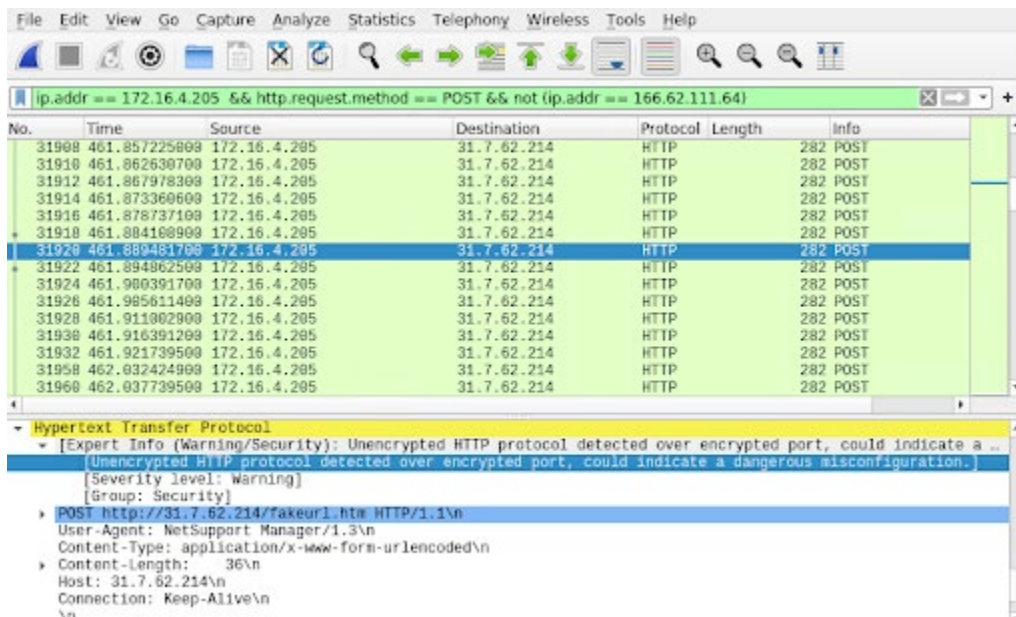 File Edit View Go Capture Analyze Statistics Telephony Wireless Tools Help
ip.addr == 172.16.4.205 && http.request.method == POST && not (ip.addr == 166.62.111.64)
No. Time Source Destination Protocol Length Info
31908 461.857225000 172.16.4.205 31.7.62.214 HTTP 282 POST
31910 461.862630700 172.16.4.205 31.7.62.214 HTTP 282 POST
31912 461.867978300 172.16.4.205 31.7.62.214 HTTP 282 POST
31914 461.873360600 172.16.4.205 31.7.62.214 HTTP 282 POST
31916 461.878737100 172.16.4.205 31.7.62.214 HTTP 282 POST
31918 461.884108900 172.16.4.205 31.7.62.214 HTTP 282 POST
31920 461.889481700 172.16.4.205 31.7.62.214 HTTP 282 POST
31922 461.894862500 172.16.4.205 31.7.62.214 HTTP 282 POST
31924 461.900391700 172.16.4.205 31.7.62.214 HTTP 282 POST
31926 461.905611400 172.16.4.205 31.7.62.214 HTTP 282 POST
31928 461.911002900 172.16.4.205 31.7.62.214 HTTP 282 POST
31930 461.916391200 172.16.4.205 31.7.62.214 HTTP 282 POST
31932 461.921739500 172.16.4.205 31.7.62.214 HTTP 282 POST
31958 462.032424900 172.16.4.205 31.7.62.214 HTTP 282 POST
31960 462.037739500 172.16.4.205 31.7.62.214 HTTP 282 POST
Hypertext Transfer Protocol
[Expert Info (Warning/Security): Unencrypted HTTP protocol detected over encrypted port, could indicate a …
[Unencrypted HTTP protocol detected over encrypted port, could indicate a dangerous misconfiguration.]
[Severity level: Warning]
[Group: Security]
POST http://31.7.62.214/fakeurl.htm HTTP/1.1\n
User-Agent: NetSupport Manager/1.3\n
Content-Type: application/x-www-form-urlencoded\n
Content-Length: 36\n
Host: 31.7.62.214\n
Connection: Keep-Alive\n
\n